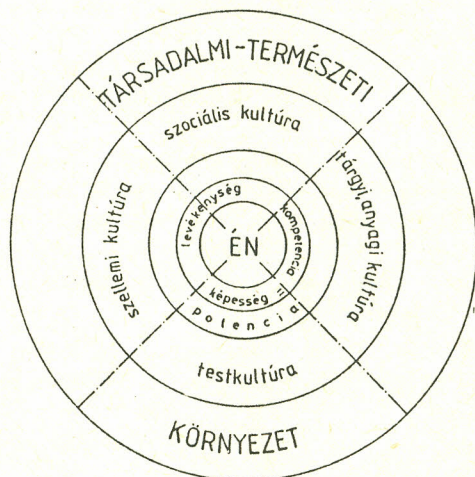 TÁRSADALMI-TERMÉSZETI
szociális kultúra
szellemi kultúra
tárgyi, anyagi kultúra
tevékenység
kompetencia
ÉN
képesség =
potencia
testkultúra
KÖRNYEZET